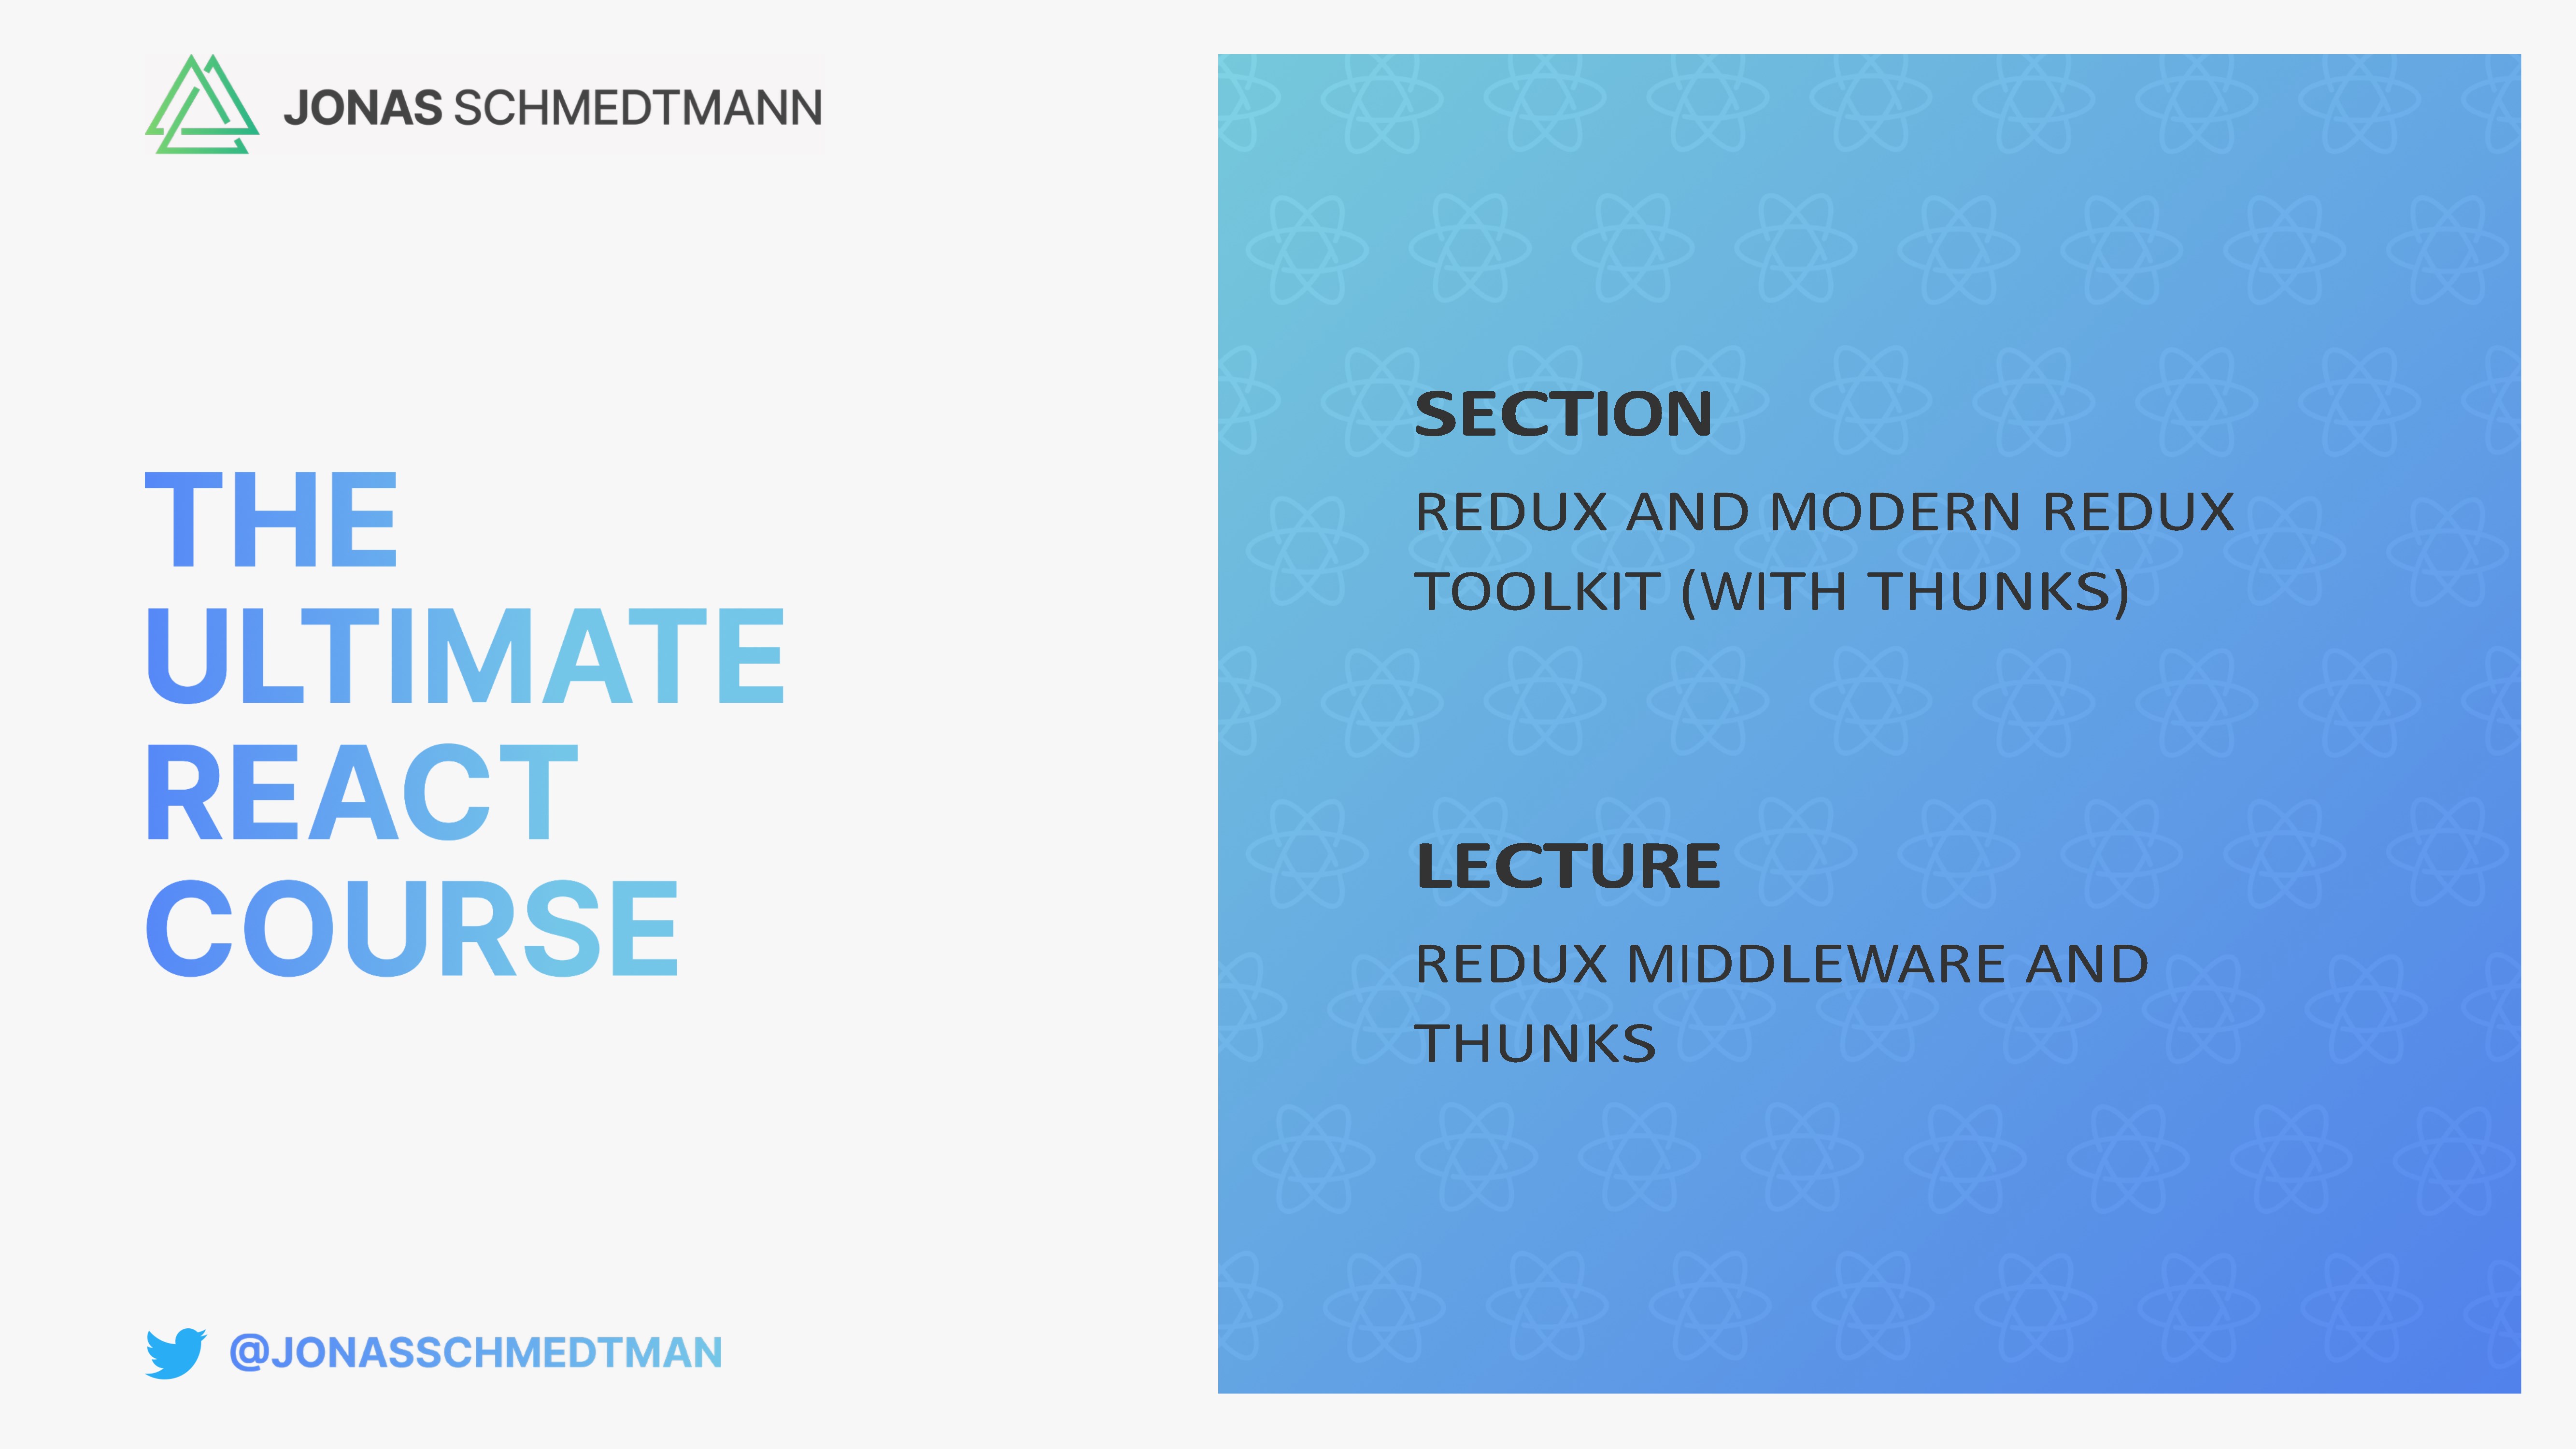 JONAS SCHMEDTMANN
THE
ULTIMATE
REACT
COURSE
@JONASSCHMEDTMAN
SECTION
REDUX AND MODERN REDUX
TOOLKIT (WITH THUNKS)
LECTURE
REDUX MIDDLEWARE AND
THUNKS